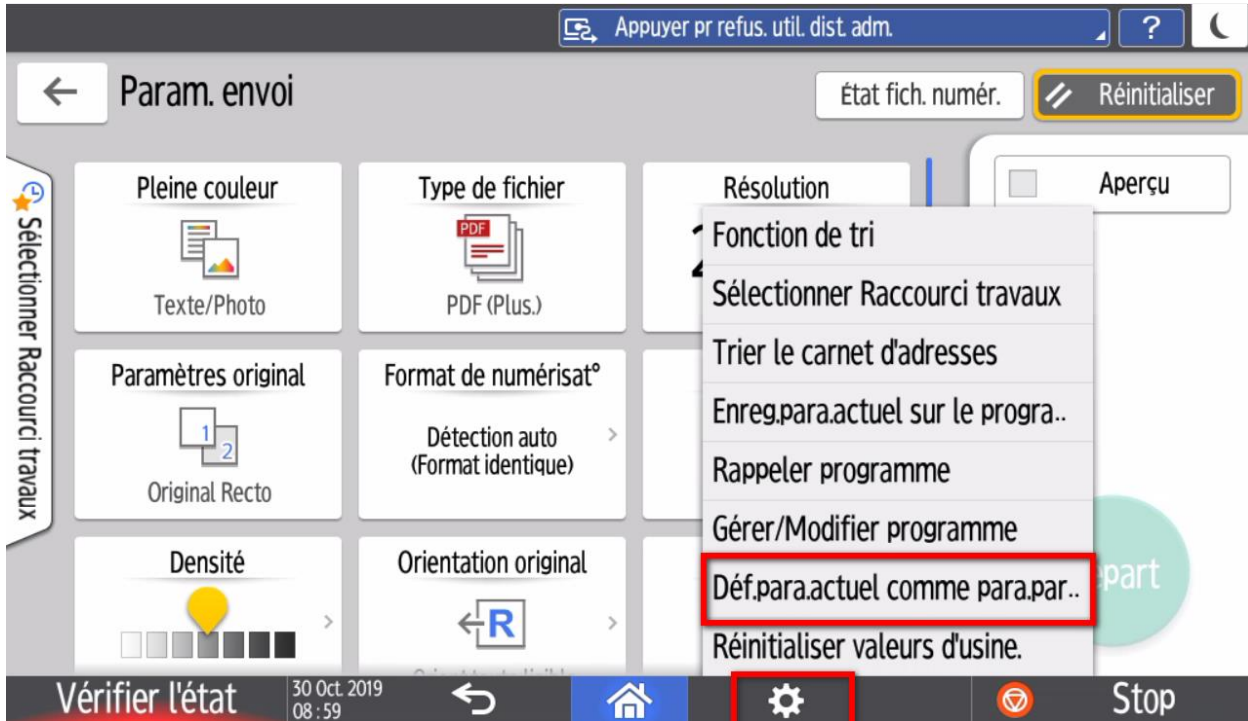 Appuyer pr refus. util. dist. adm.
?
Param. envoi
État fich. numér.
Réinitialiser
Sélectionner Raccourci travaux
Pleine couleur
Texte/Photo
Type de fichier
PDF
PDF (Plus.)
Résolution
2
Aperçu
Paramètres original
1
2
Original Recto
Format de numérisat°
Détection auto
(Format identique)
Densité
Orientation original
R
Fonction de tri
Sélectionner Raccourci travaux
Trier le carnet d'adresses
Enreg.para.actuel sur le progra..
Rappeler programme
Gérer/Modifier programme
Déf.para.actuel comme para.par..
Réinitialiser valeurs d'usine.
épart
Vérifier l'état
30 Oct. 2019
08 : 59
Stop